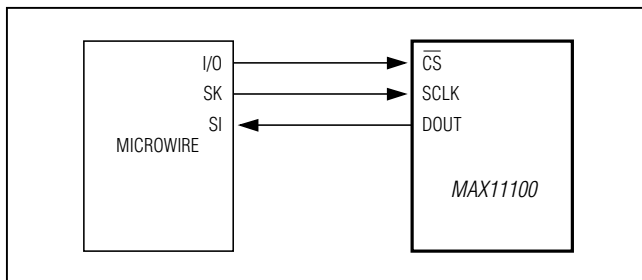 I/O CS
SK SCLK
SI DOUT
MICROWIRE
MAX11100